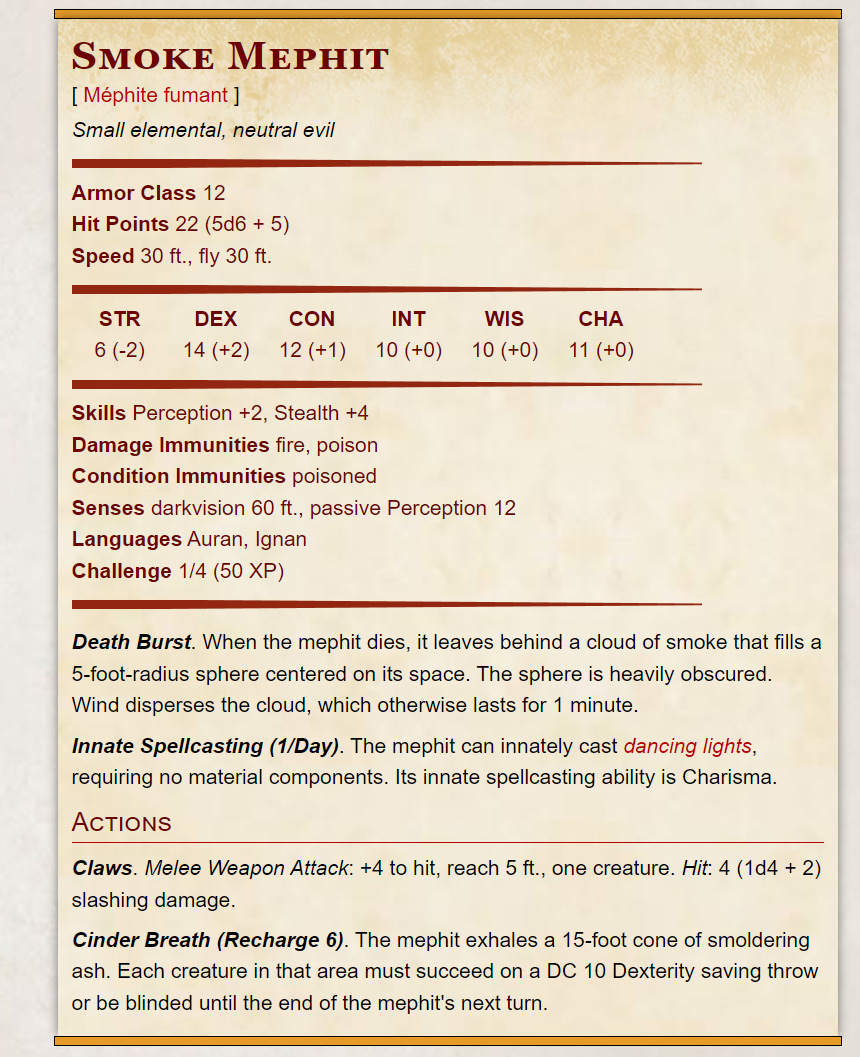 Smoke Mephit
[ Méphite fumant ]
Small elemental, neutral evil
Armor Class 12
Hit Points 22 (5d6 + 5)
Speed 30 ft., fly 30 ft.
STR DEX CON INT WIS CHA
6 (-2) 14 (+2) 12 (+1) 10 (+0) 10 (+0) 11 (+0)
Skills Perception +2, Stealth +4
Damage Immunities fire, poison
Condition Immunities poisoned
Senses darkvision 60 ft., passive Perception 12
Languages Auran, Ignan
Challenge 1/4 (50 XP)
Death Burst. When the mephit dies, it leaves behind a cloud of smoke that fills a
5-foot-radius sphere centered on its space. The sphere is heavily obscured.
Wind disperses the cloud, which otherwise lasts for 1 minute.
Innate Spellcasting (1/Day). The mephit can innately cast dancing lights,
requiring no material components. Its innate spellcasting ability is Charisma.
Actions
Claws. Melee Weapon Attack: +4 to hit, reach 5 ft., one creature. Hit: 4 (1d4 + 2)
slashing damage.
Cinder Breath (Recharge 6). The mephit exhales a 15-foot cone of smoldering
ash. Each creature in that area must succeed on a DC 10 Dexterity saving throw
or be blinded until the end of the mephit's next turn.